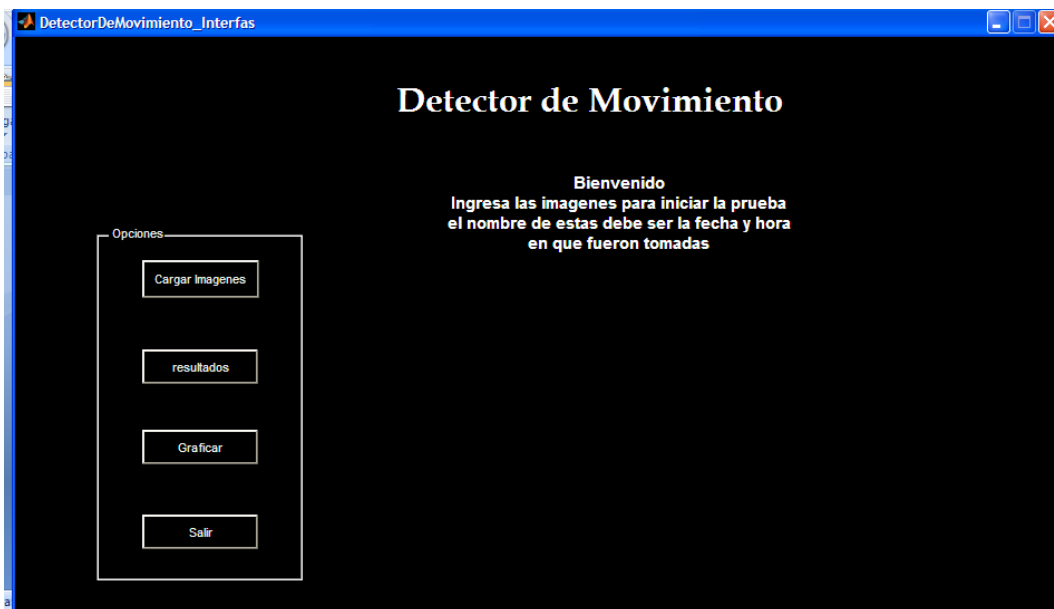 DetectorDeMovimiento_Interfas
Detector de Movimiento
Bienvenido
Ingresa las imagenes para iniciar la prueba
el nombre de estas debe ser la fecha y hora
en que fueron tomadas
Opciones
Cargar Imagenes
resultados
Graficar
Salir